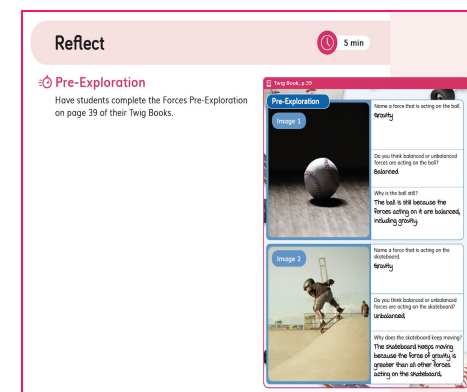 Reflect
5 min
Pre-Exploration
Have students complete the Forces Pre-Exploration
on page 39 of their Twig Books.
Twig Book, p.39
Pre-Exploration
Image 1
Name a force that is acting on the ball.
Gravity
Do you think balanced or unbalanced
forces are acting on the ball?
Balanced
Why is the ball still?
The ball is still because the
forces acting on it are balanced,
including gravity.
Image 2
Name a force that is acting on the
skateboard.
Gravity
Do you think balanced or unbalanced
forces are acting on the skateboard?
Unbalanced
Why does the skateboard keep moving?
The skateboard keeps moving
because the force of gravity is
greater than all other forces
acting on the skateboard.